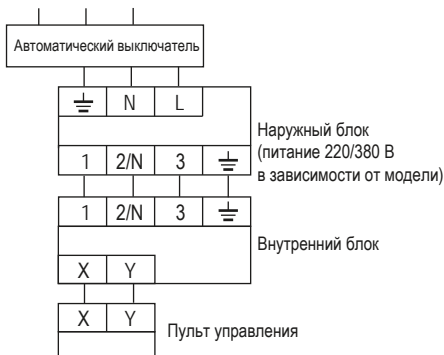 Автоматический выключатель
N L
Наружный блок
(питание 220/380 В
в зависимости от модели)
1 2/N 3
1 2/N 3
Внутренний блок
X Y
X Y
Пульт управления